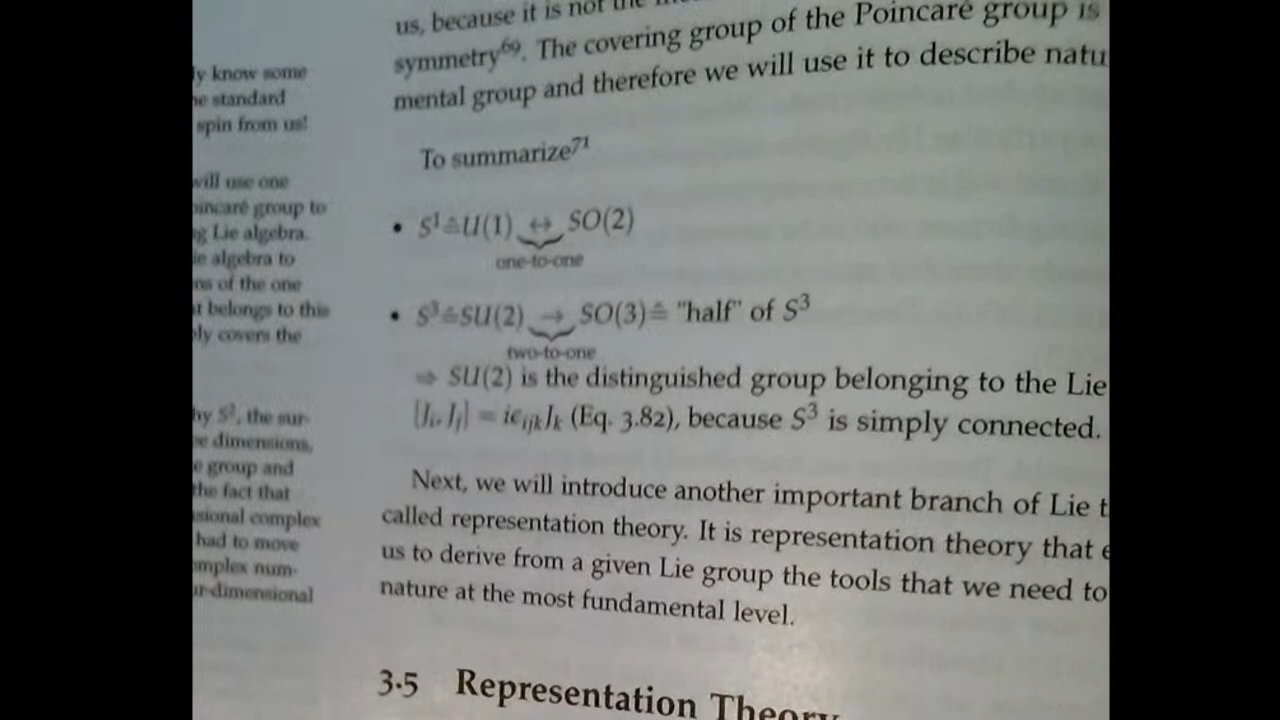 y know some
e standard
spin from us!
will use one
oincaré group to
g Lie algebra.
ie algebra to
ns of the one
t belongs to this
ly covers the
by S², the sur-
e dimensions,
e group and
the fact that
sional complex
had to move
omplex num-
ur-dimensional
us, because it is not the
symmetry⁶⁹. The covering group of the Poincaré group is
mental group and therefore we will use it to describe natu
To summarize⁷¹
• S¹≙U(1) ↔ SO(2)
one-to-one
• S³≙SU(2) → SO(3)≙ "half" of S³
two-to-one
⇒ SU(2) is the distinguished group belonging to the Lie
[Jᵢ, Jⱼ] = iϵᵢⱼₖJₖ (Eq. 3.82), because S³ is simply connected.
Next, we will introduce another important branch of Lie t
called representation theory. It is representation theory that e
us to derive from a given Lie group the tools that we need to
nature at the most fundamental level.
3.5 Representation Theory